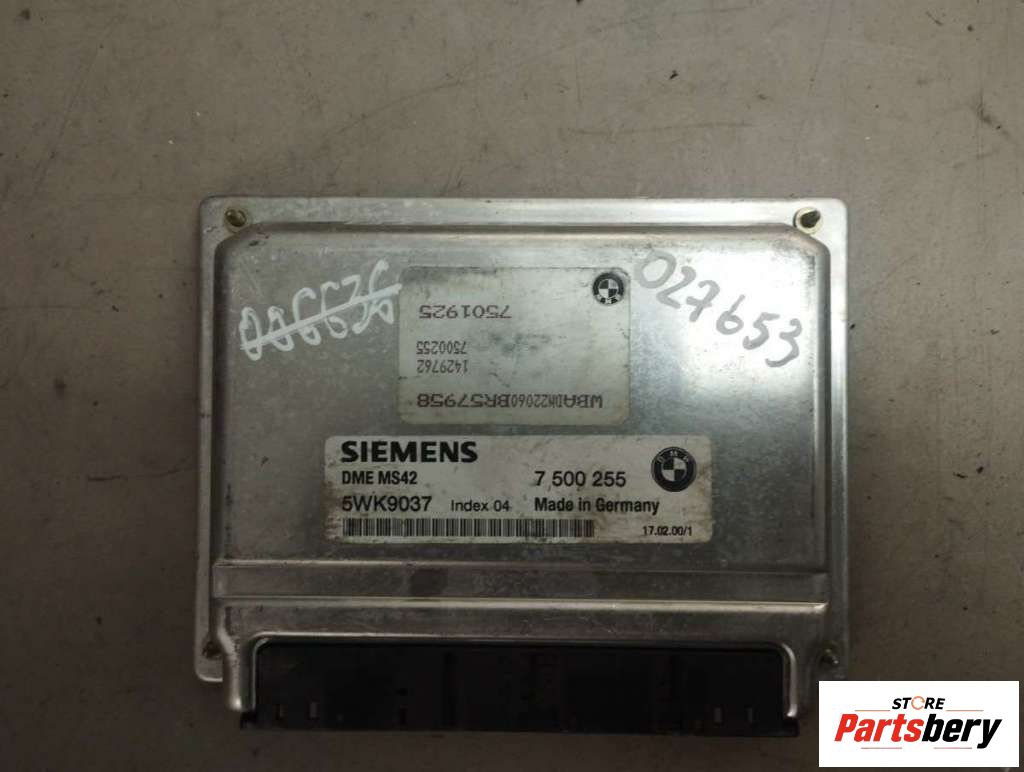 027653
7501925
7500255
1429762
WBADM22060BR57958
SIEMENS
DME MS42
7 500 255
BMW
5WK9037 Index 04 Made in Germany
17.02.00/1
STORE
Partsbery